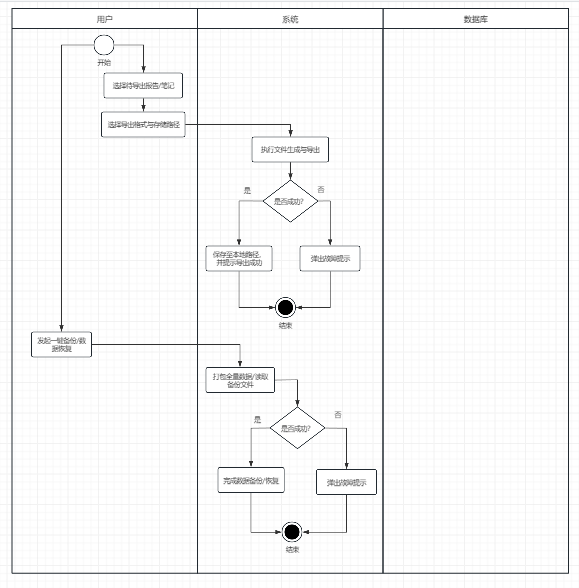 用户
系统
数据库
开始
选择待导出报告/笔记
选择导出格式与存储路径
执行文件生成与导出
是否成功?
是
否
保存至本地路径,
并提示导出成功
弹出故障提示
结束
发起一键备份/数
据恢复
打包全量数据/读取
备份文件
是否成功?
是
否
完成数据备份/恢复
弹出故障提示
结束